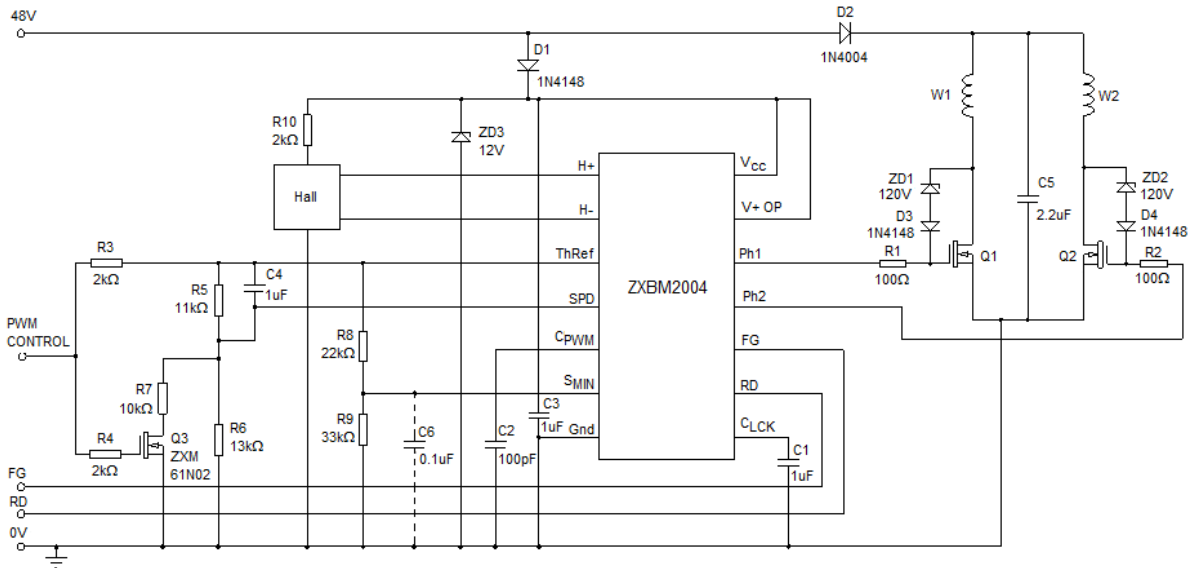 48V
D2
1N4004
D1
1N4148
W1
W2
R10
2kΩ
ZD3
12V
Hall
H+
VCC
H-
V+ OP
ZD1
120V
D3
1N4148
C5
2.2uF
ZD2
120V
D4
1N4148
R3
2kΩ
ThRef
Ph1
R1
100Ω
Q1
Q2
R2
100Ω
C4
1uF
R5
11kΩ
SPD
ZXBM2004
Ph2
PWM
CONTROL
R8
22kΩ
CPWM
FG
R7
10kΩ
SMIN
RD
R4
2kΩ
Q3
ZXM
61N02
R6
13kΩ
R9
33kΩ
C6
0.1uF
C2
100pF
C3
1uF
Gnd
CLCK
C1
1uF
FG
RD
0V